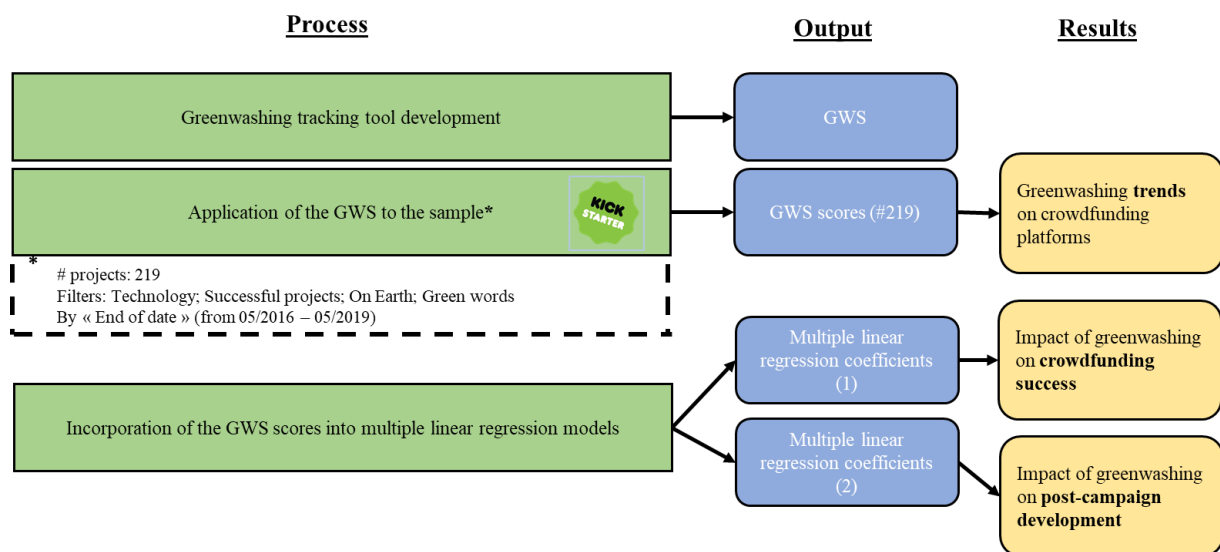 Process
Output
Results
Greenwashing tracking tool development
GWS
Application of the GWS to the sample*
KICK
STARTER
GWS scores (#219)
Greenwashing trends
on crowdfunding
platforms
*
# projects: 219
Filters: Technology; Successful projects; On Earth; Green words
By « End of date » (from 05/2016 – 05/2019)
Incorporation of the GWS scores into multiple linear regression models
Multiple linear
regression coefficients
(1)
Impact of greenwashing
on crowdfunding
success
Multiple linear
regression coefficients
(2)
Impact of greenwashing
on post-campaign
development